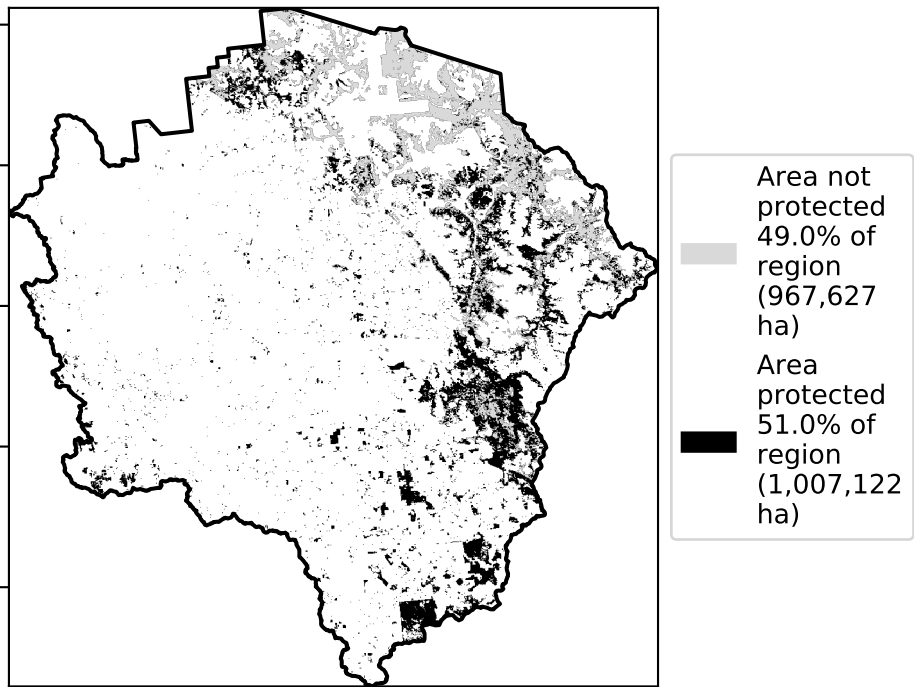 Area not
protected
49.0% of
region
(967,627
ha)
Area
protected
51.0% of
region
(1,007,122
ha)